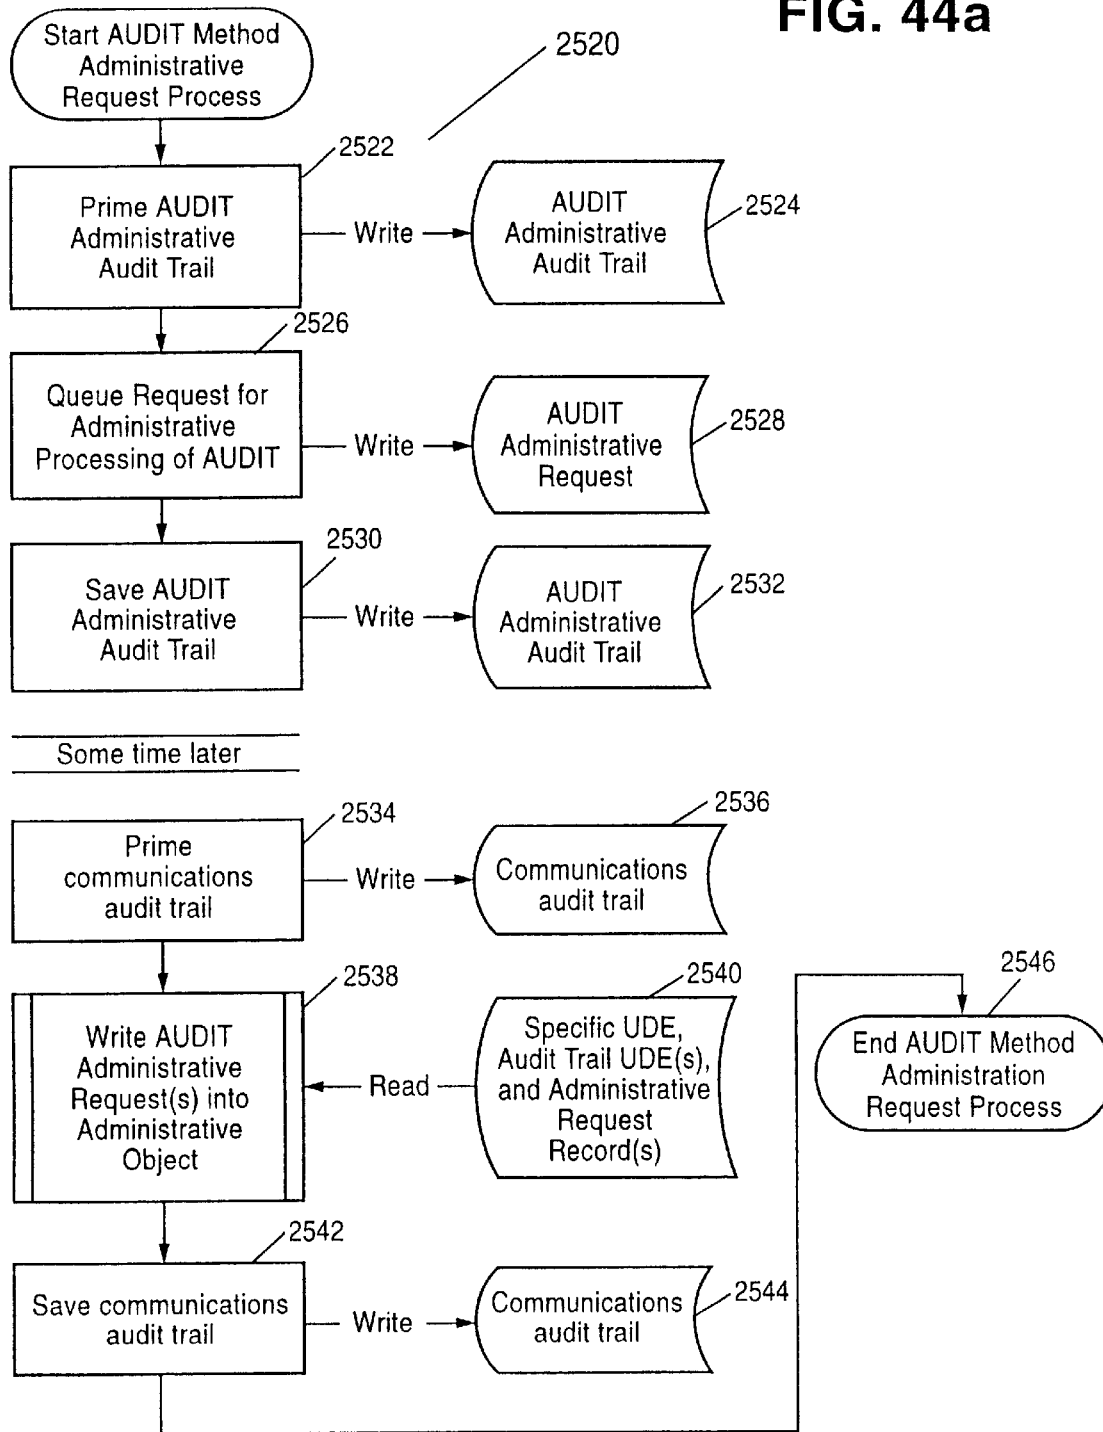 FIG. 44a
Start AUDIT Method
Administrative
Request Process
2520
2522
Prime AUDIT
Administrative
Audit Trail
Write
AUDIT
Administrative
Audit Trail
2524
2526
Queue Request for
Administrative
Processing of AUDIT
Write
AUDIT
Administrative
Request
2528
2530
Save AUDIT
Administrative
Audit Trail
Write
AUDIT
Administrative
Audit Trail
2532
Some time later
2534
Prime
communications
audit trail
Write
2536
Communications
audit trail
2538
Write AUDIT
Administrative
Request(s) into
Administrative
Object
Read
2540
Specific UDE,
Audit Trail UDE(s),
and Administrative
Request
Record(s)
2542
Save communications
audit trail
Write
Communications
audit trail
2544
2546
End AUDIT Method
Administration
Request Process